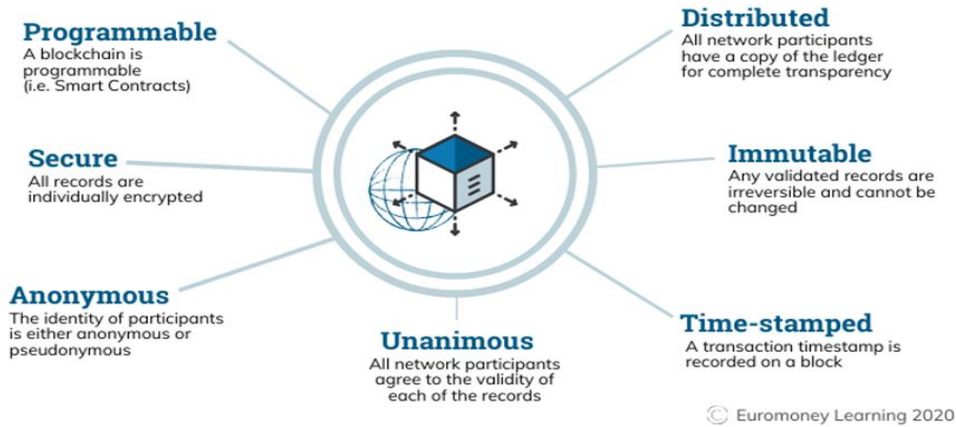 Programmable
A blockchain is
programmable
(i.e. Smart Contracts)
Distributed
All network participants
have a copy of the ledger
for complete transparency
Secure
All records are
individually encrypted
Immutable
Any validated records are
irreversible and cannot be
changed
Anonymous
The identity of participants
is either anonymous or
pseudonymous
Unanimous
All network participants
agree to the validity of
each of the records
Time-stamped
A transaction timestamp is
recorded on a block
© Euromoney Learning 2020